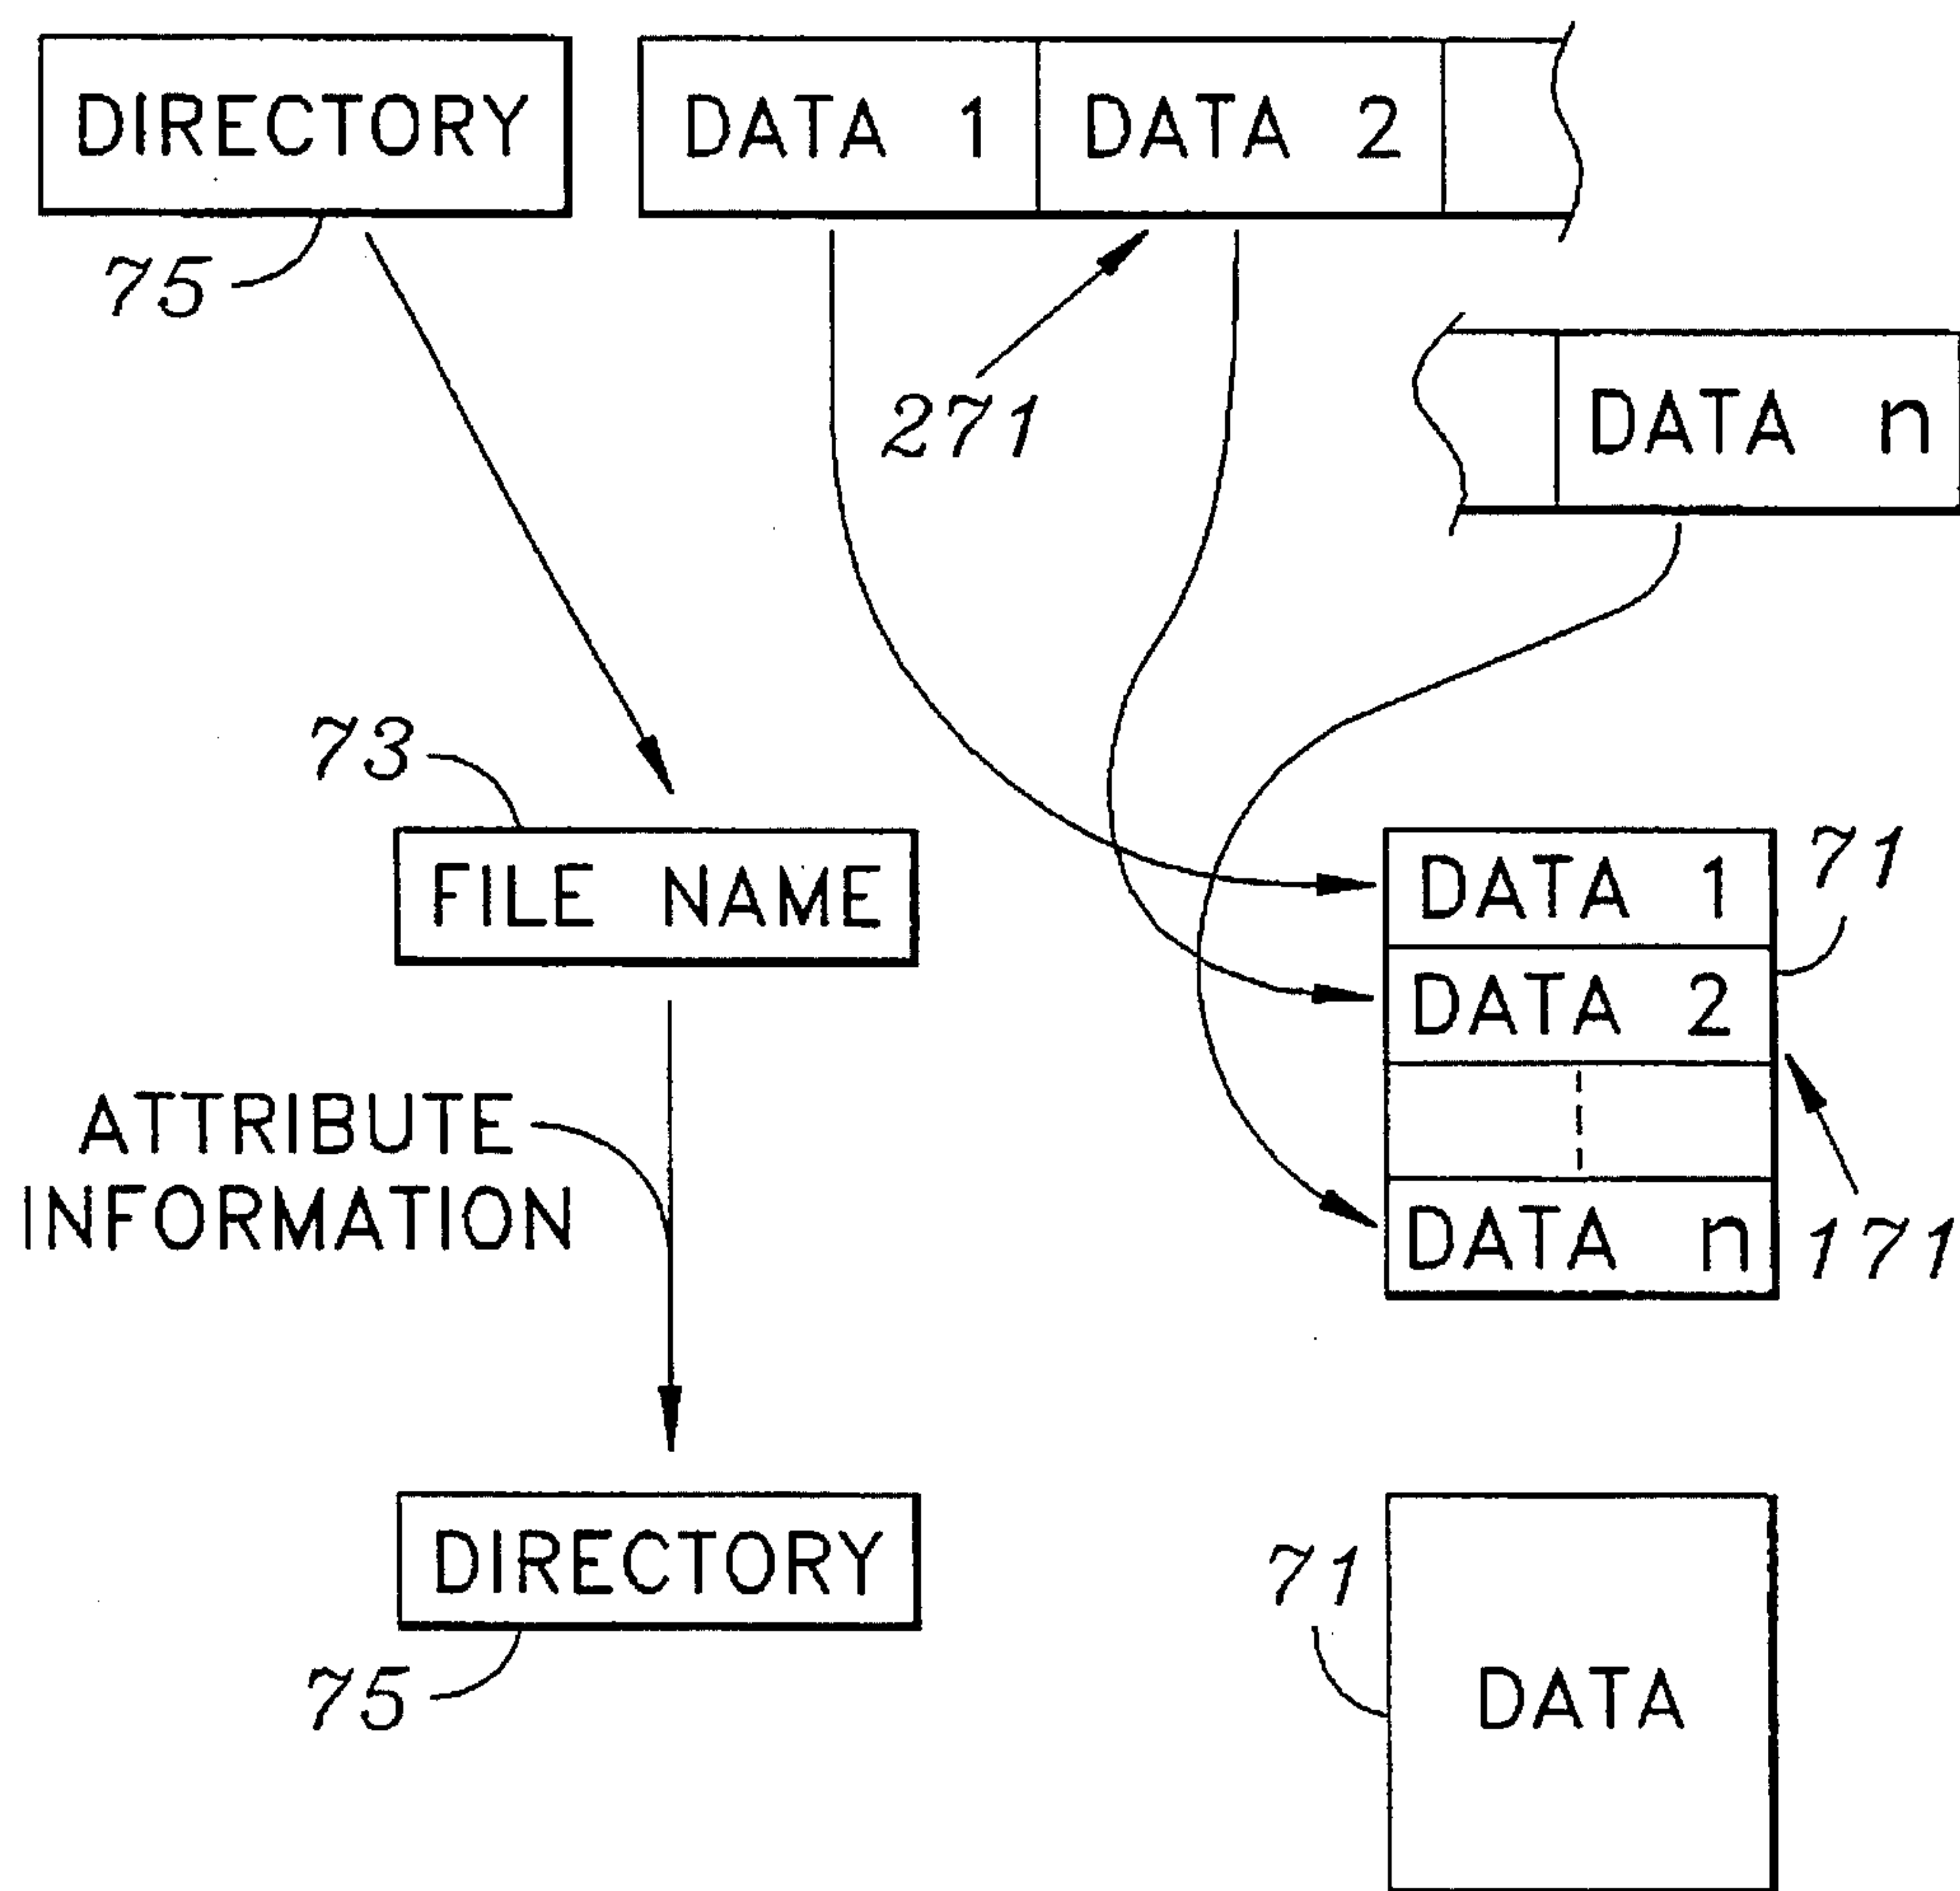 DIRECTORY
DATA 1
DATA 2
75
271
DATA n
73
FILE NAME
DATA 1
71
DATA 2
ATTRIBUTE
INFORMATION
DATA n
171
DIRECTORY
75
71
DATA